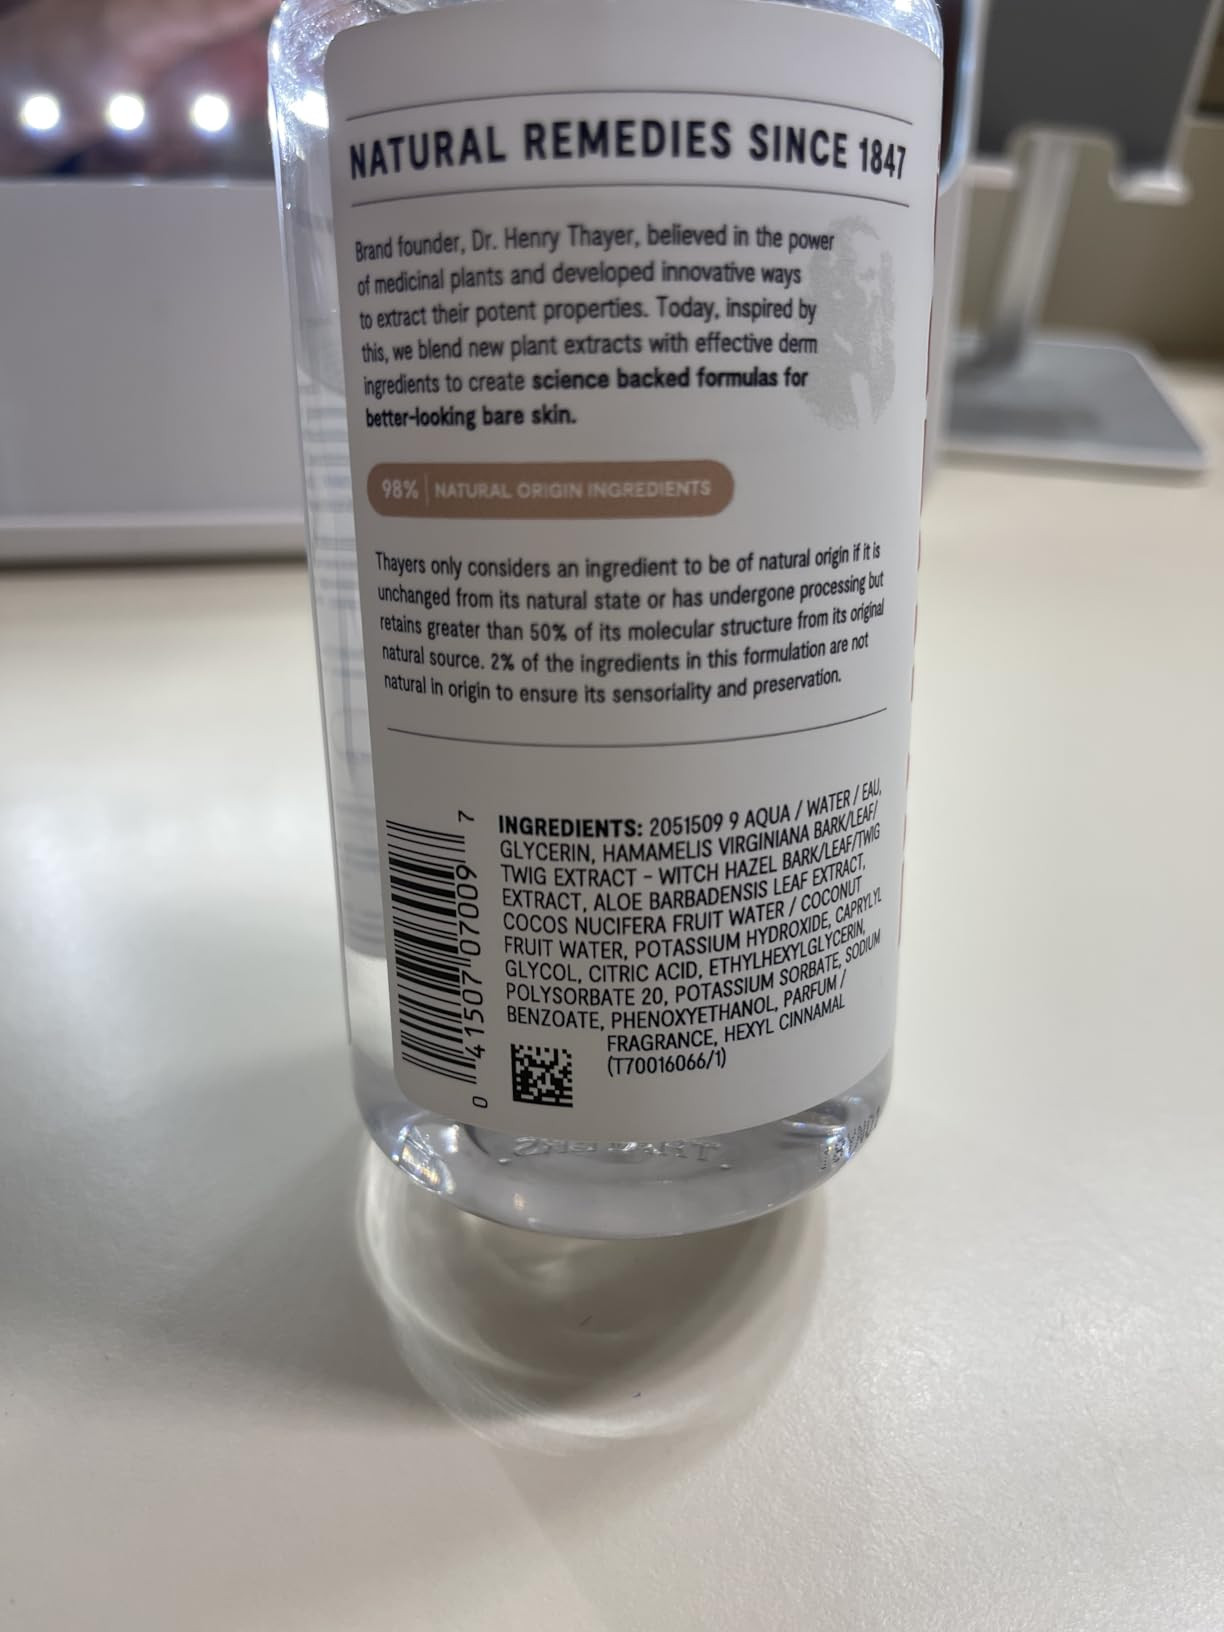 NATURAL REMEDIES SINCE 1847
Brand founder, Dr. Henry Thayer, believed in the power
of medicinal plants and developed innovative ways
to extract their potent properties. Today, inspired by
this, we blend new plant extracts with effective derm
ingredients to create science backed formulas for
better-looking bare skin.
98% | NATURAL ORIGIN INGREDIENTS
Thayers only considers an ingredient to be of natural origin if it is
unchanged from its natural state or has undergone processing but
retains greater than 50% of its molecular structure from its original
natural source. 2% of the ingredients in this formulation are not
natural in origin to ensure its sensoriality and preservation.
INGREDIENTS: 2051509 9 AQUA / WATER / EAU,
GLYCERIN, HAMAMELIS VIRGINIANA BARK/LEAF/
TWIG EXTRACT - WITCH HAZEL BARK/LEAF/TWIG
EXTRACT, ALOE BARBADENSIS LEAF EXTRACT,
COCOS NUCIFERA FRUIT WATER / COCONUT
FRUIT WATER, POTASSIUM HYDROXIDE, CAPRYLYL
GLYCOL, CITRIC ACID, ETHYLHEXYLGLYCERIN,
POLYSORBATE 20, POTASSIUM SORBATE, SODIUM
BENZOATE, PHENOXYETHANOL, PARFUM /
FRAGRANCE, HEXYL CINNAMAL
(T70016066/1)
0 41507 07009 7